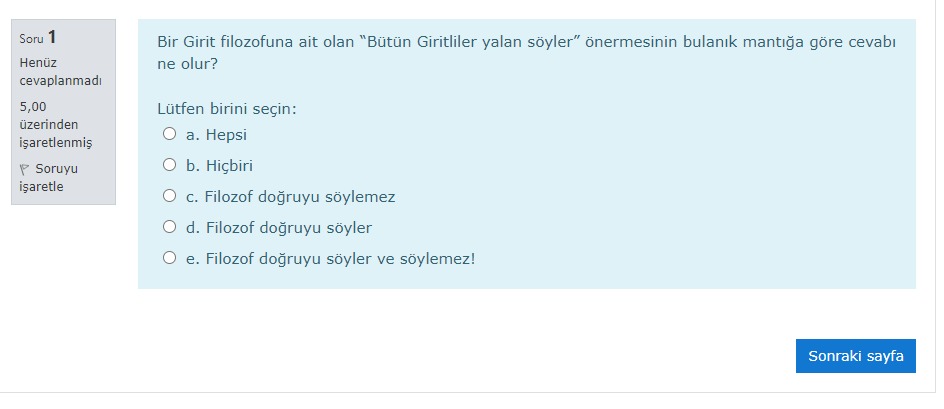 Soru 1
Henüz
cevaplanmadı
5,00
üzerinden
işaretlenmiş
Soruyu
işaretle
Bir Girit filozofuna ait olan “Bütün Giritliler yalan söyler” önermesinin bulanık mantığa göre cevabı
ne olur?
Lütfen birini seçin:
a. Hepsi
b. Hiçbiri
c. Filozof doğruyu söylemez
d. Filozof doğruyu söyler
e. Filozof doğruyu söyler ve söylemez!
Sonraki sayfa